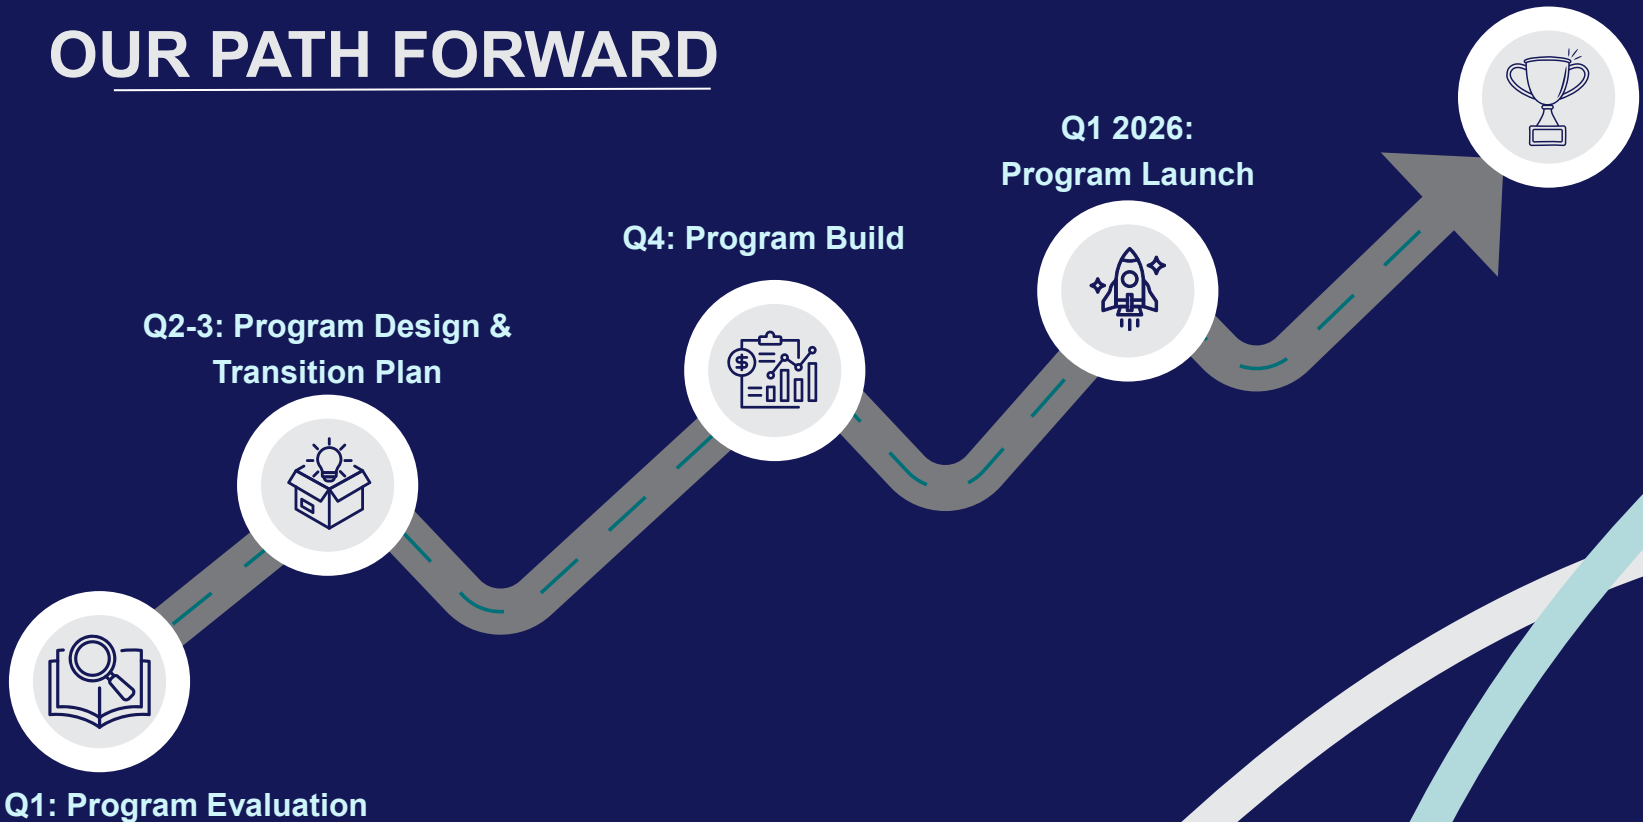 OUR PATH FORWARD
Q1 2026:
Program Launch
Q4: Program Build
Q2-3: Program Design &
Transition Plan
Q1: Program Evaluation